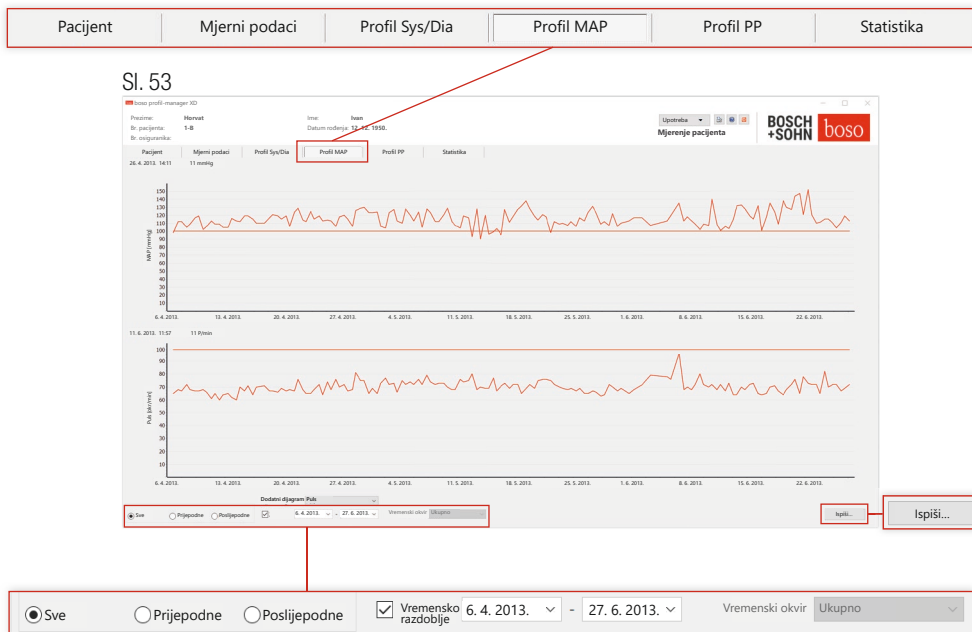 Pacijent Mjerni podaci Profil Sys/Dia Profil MAP Profil PP Statistika
Sl. 53
boso profil-manager XD
Prezime: Horvat Ime: Ivan
Br. pacijenta: 1-B Datum rođenja: 12. 12. 1950.
Br. osiguranika:
Upotreba
Mjerenje pacijenta
BOSCH
+SOHN
boso
Pacijent Mjerni podaci Profil Sys/Dia Profil MAP Profil PP Statistika
26. 4. 2013. 14:11 11 mmHg
MAP (mmHg)
150
140
130
120
110
100
90
80
70
60
50
40
30
20
10
6. 4. 2013. 13. 4. 2013. 20. 4. 2013. 27. 4. 2013. 4. 5. 2013. 11. 5. 2013. 18. 5. 2013. 25. 5. 2013. 1. 6. 2013. 8. 6. 2013. 15. 6. 2013. 22. 6. 2013.
11. 6. 2013. 11:57 11 P/min
Puls (okr/min)
100
90
80
70
60
50
40
30
20
10
6. 4. 2013. 13. 4. 2013. 20. 4. 2013. 27. 4. 2013. 4. 5. 2013. 11. 5. 2013. 18. 5. 2013. 25. 5. 2013. 1. 6. 2013. 8. 6. 2013. 15. 6. 2013. 22. 6. 2013.
Dodatni dijagram Puls
Sve Prijepodne Poslijepodne 6. 4. 2013. - 27. 6. 2013. Vremenski okvir Ukupno
Ispiši...
Ispiši...
Sve Prijepodne Poslijepodne Vremensko razdoblje 6. 4. 2013. - 27. 6. 2013. Vremenski okvir Ukupno